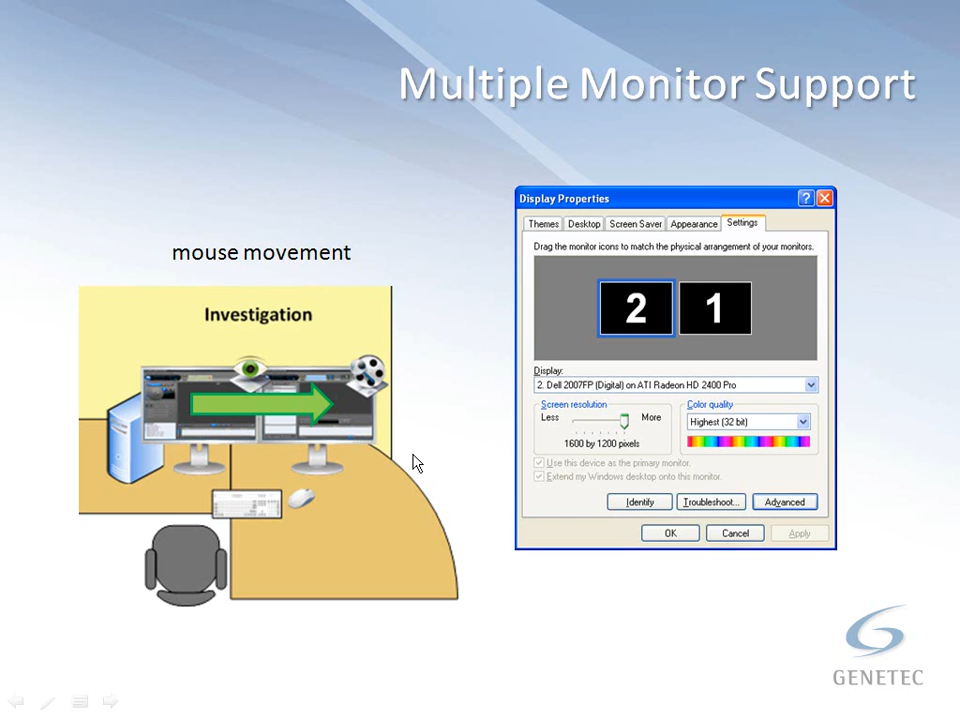 Multiple Monitor Support
mouse movement
Investigation
Display Properties
Themes Desktop Screen Saver Appearance Settings
Drag the monitor icons to match the physical arrangement of your monitors.
2 1
Display:
2. Dell 2007FP (Digital) on ATI Radeon HD 2400 Pro
Screen resolution
Less More
1600 by 1200 pixels
Color quality
Highest (32 bit)
Use this device as the primary monitor.
Extend my Windows desktop onto this monitor.
Identify Troubleshoot... Advanced
OK Cancel Apply
GENETEC